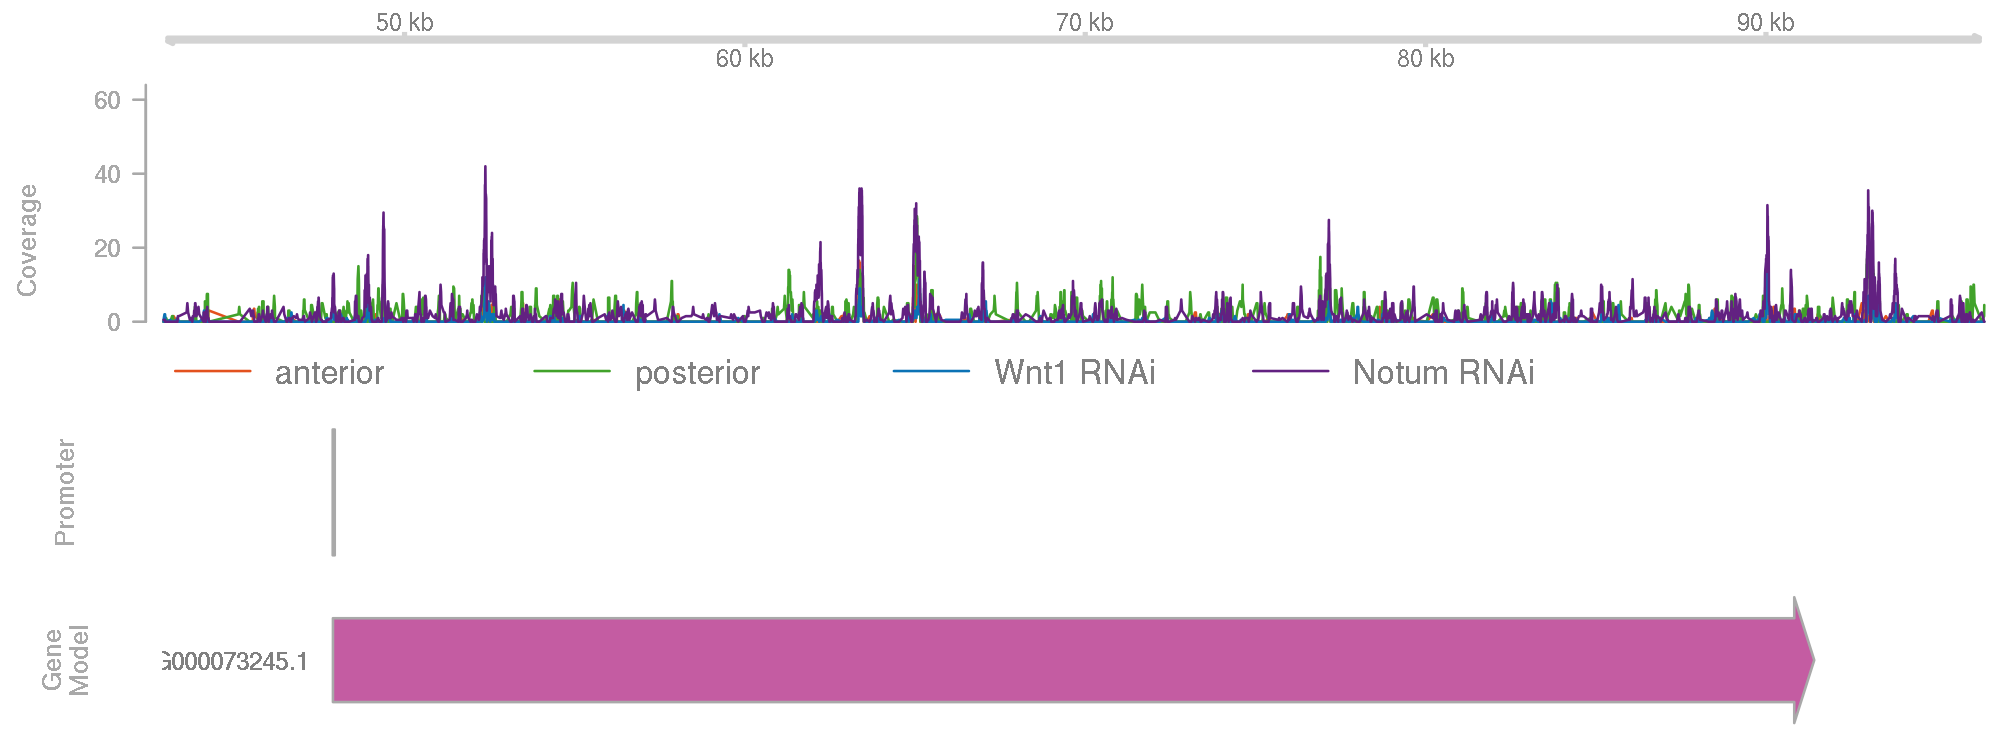 50 kb 70 kb 90 kb
60 kb 80 kb
Coverage
60
40
20
0
anterior posterior Wnt1 RNAi Notum RNAi
Promoter
Gene
Model
G000073245.1